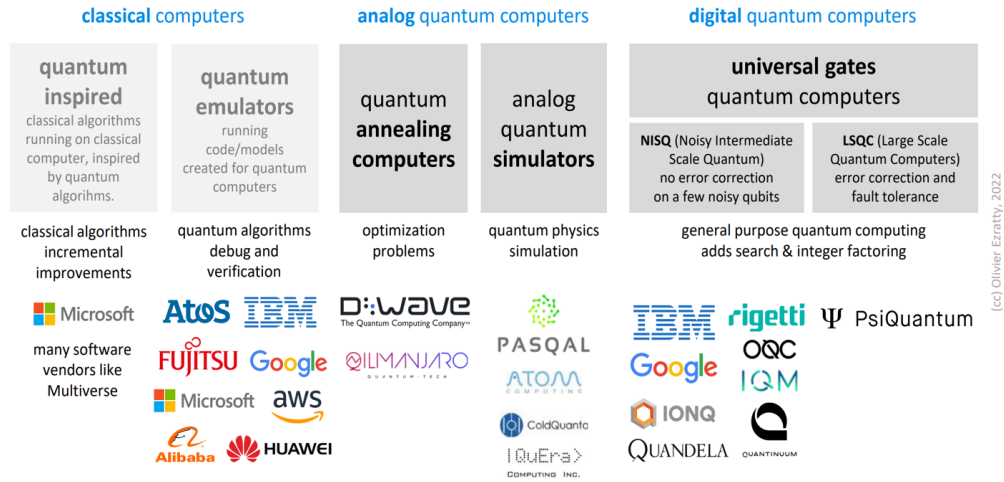 classical computers
analog quantum computers
digital quantum computers
quantum
inspired
classical algorithms
running on classical
computer, inspired
by quantum
algorihms.
quantum
emulators
running
code/models
created for quantum
computers
quantum
annealing
computers
analog
quantum
simulators
universal gates
quantum computers
NISQ (Noisy Intermediate
Scale Quantum)
no error correction
on a few noisy qubits
LSQC (Large Scale
Quantum Computers)
error correction and
fault tolerance
classical algorithms
incremental
improvements
quantum algorithms
debug and
verification
optimization
problems
quantum physics
simulation
general purpose quantum computing
adds search & integer factoring
Microsoft
many software
vendors like
Multiverse
Atos
IBM
FUJITSU
Google
Microsoft
aws
Alibaba
HUAWEI
D:wave
The Quantum Computing Company™
QILMANJARO
QUANTUM-TECH
PASQAL
ATOM
COMPUTING
ColdQuanta
|QuEra>
COMPUTING INC.
IBM
rigetti
Ψ PsiQuantum
Google
OQC
IQM
IONQ
QUANDELA
QUANTINUUM
(cc) Olivier Ezratty, 2022